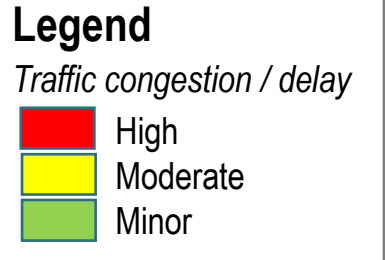 Legend
Traffic congestion / delay
High
Moderate
Minor